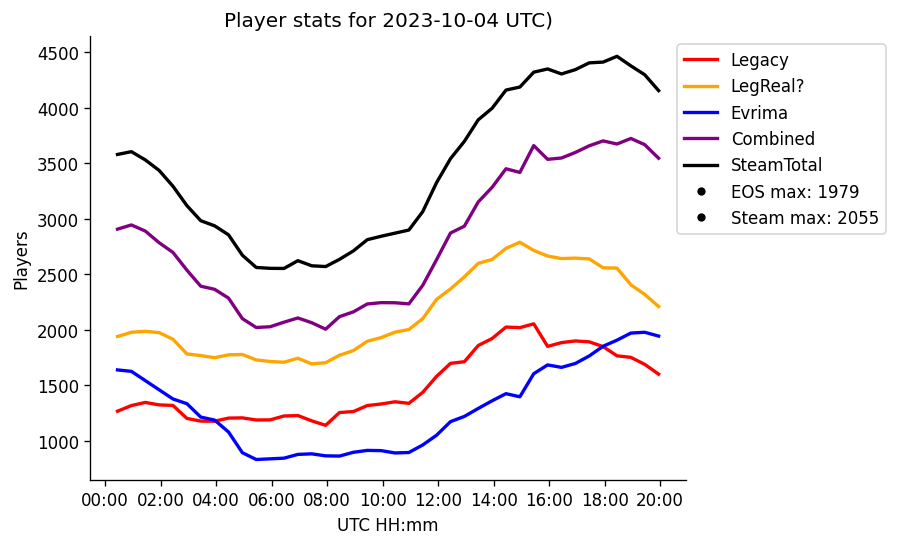 Player stats for 2023-10-04 UTC)
4500
4000
3500
3000
2500
2000
1500
1000
Players
00:00 02:00 04:00 06:00 08:00 10:00 12:00 14:00 16:00 18:00 20:00
UTC HH:mm
Legacy
LegReal?
Evrima
Combined
SteamTotal
EOS max: 1979
Steam max: 2055